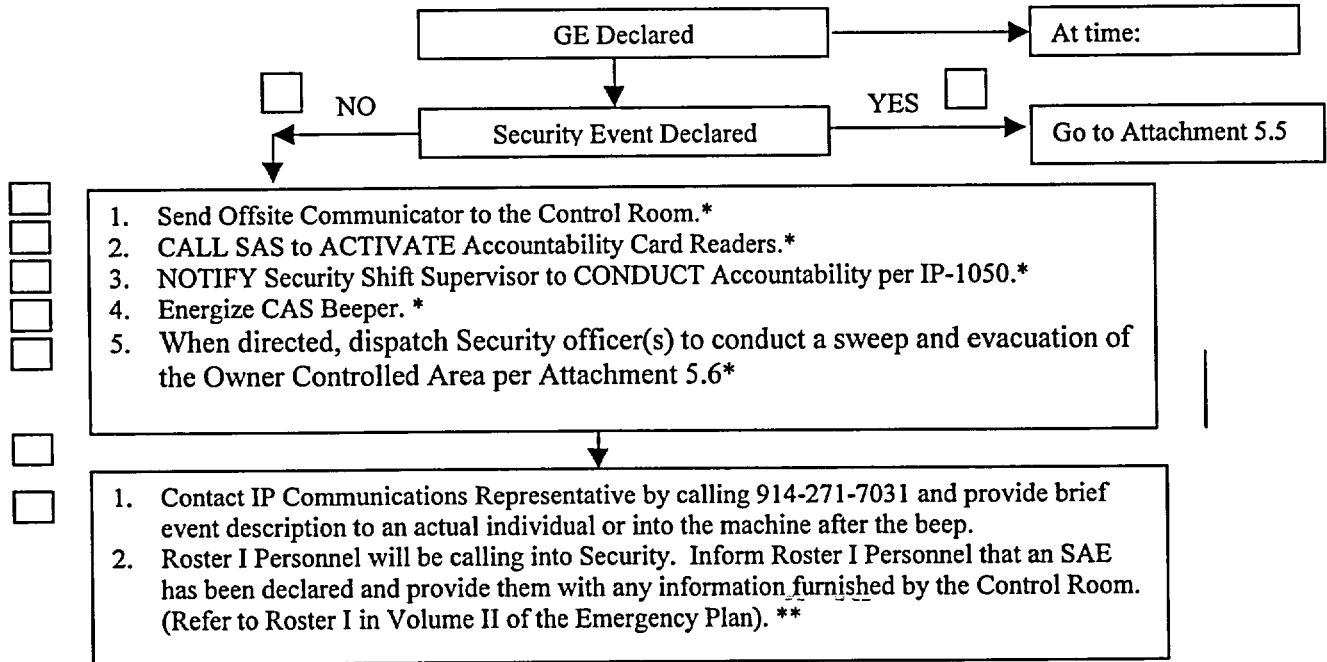 GE Declared
At time:
NO
YES
Security Event Declared
Go to Attachment 5.5
1. Send Offsite Communicator to the Control Room.*
2. CALL SAS to ACTIVATE Accountability Card Readers.*
3. NOTIFY Security Shift Supervisor to CONDUCT Accountability per IP-1050.*
4. Energize CAS Beeper. *
5. When directed, dispatch Security officer(s) to conduct a sweep and evacuation of
the Owner Controlled Area per Attachment 5.6*
1. Contact IP Communications Representative by calling 914-271-7031 and provide brief
event description to an actual individual or into the machine after the beep.
2. Roster I Personnel will be calling into Security. Inform Roster I Personnel that an SAE
has been declared and provide them with any information furnished by the Control Room.
(Refer to Roster I in Volume II of the Emergency Plan). **